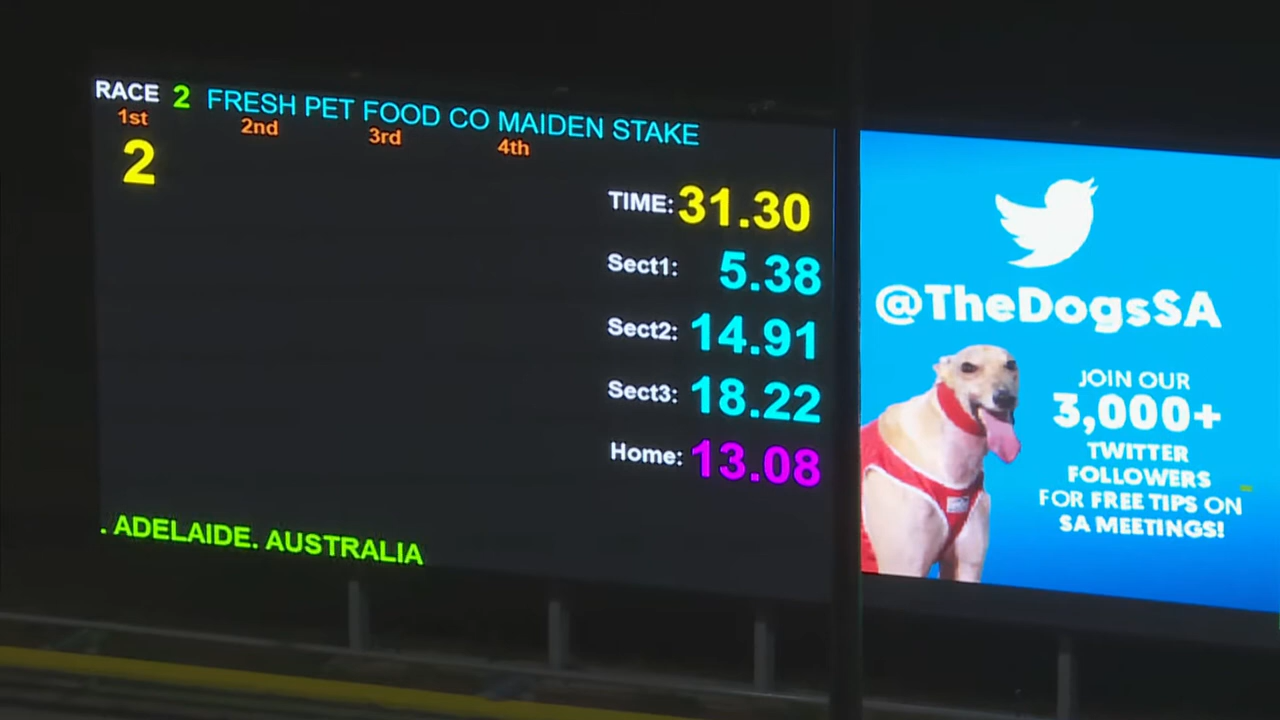 RACE 2 FRESH PET FOOD CO MAIDEN STAKE
1st 2nd 3rd 4th
2
TIME: 31.30
Sect1: 5.38
Sect2: 14.91
Sect3: 18.22
Home: 13.08
. ADELAIDE. AUSTRALIA
@TheDogsSA
JOIN OUR
3,000+
TWITTER
FOLLOWERS
FOR FREE TIPS ON
SA MEETINGS!